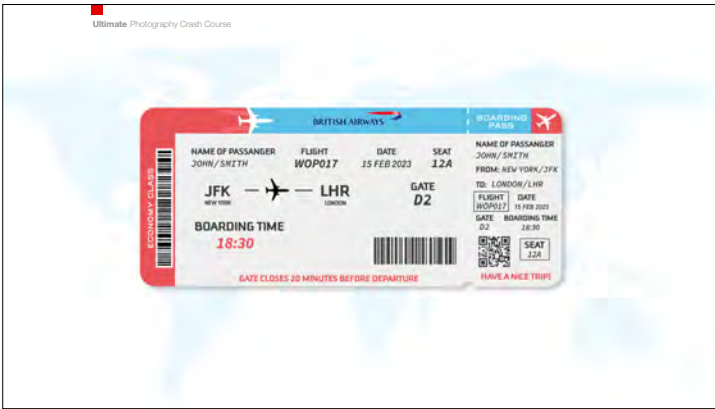 Ultimate Photography Crash Course
BRITISH AIRWAYS
BOARDING PASS
ECONOMY CLASS
NAME OF PASSANGER FLIGHT DATE SEAT
JOHN/SMITH WOP017 15 FEB 2023 12A
JFK LHR GATE
NEW YORK LONDON D2
BOARDING TIME
18:30
GATE CLOSES 20 MINUTES BEFORE DEPARTURE
NAME OF PASSANGER
JOHN/SMITH
FROM: NEW YORK/JFK
TO: LONDON/LHR
FLIGHT DATE
WOP017 15 FEB 2023
GATE BOARDING TIME
D2 18:30
SEAT
12A
HAVE A NICE TRIP!